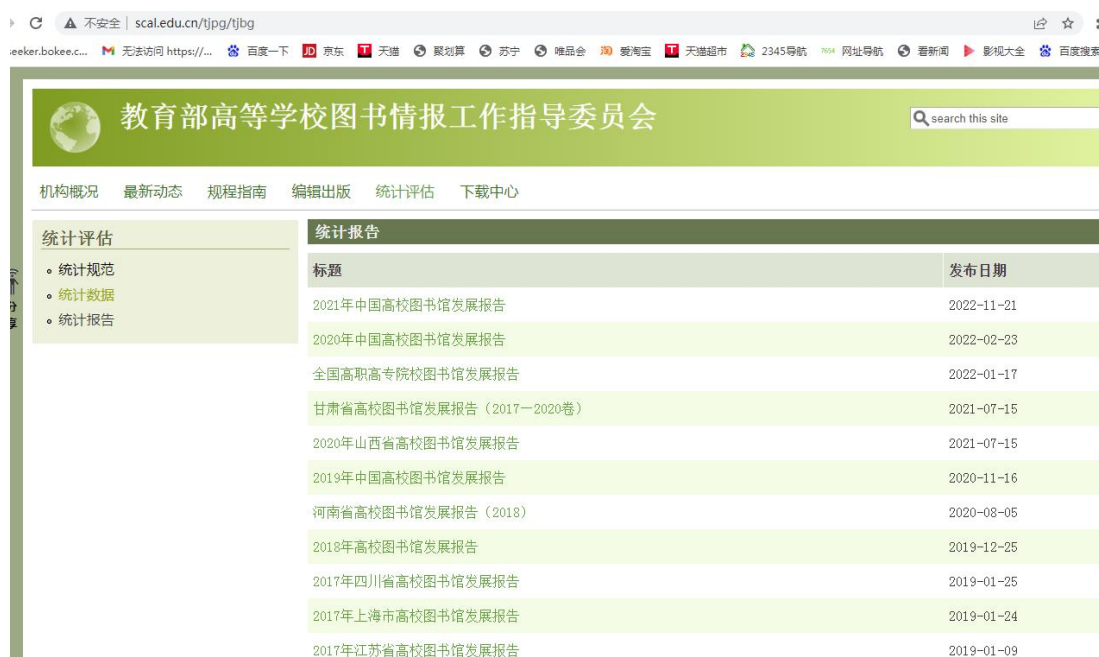 不安全 | scal.edu.cn/tjpg/tjbg
eeker.bokee.c... 无法访问 https://... 百度一下 JD 京东 T 天猫 聚划算 苏宁 唯品会 淘 爱淘宝 T 天猫超市 2345导航 7654 网址导航 看新闻 影视大全 百度搜索
教育部高等学校图书情报工作指导委员会
search this site
机构概况 最新动态 规程指南 编辑出版 统计评估 下载中心
统计评估
统计规范
统计数据
统计报告
统计报告
标题 发布日期
2021年中国高校图书馆发展报告 2022-11-21
2020年中国高校图书馆发展报告 2022-02-23
全国高职高专院校图书馆发展报告 2022-01-17
甘肃省高校图书馆发展报告（2017—2020卷） 2021-07-15
2020年山西省高校图书馆发展报告 2021-07-15
2019年中国高校图书馆发展报告 2020-11-16
河南省高校图书馆发展报告（2018） 2020-08-05
2018年高校图书馆发展报告 2019-12-25
2017年四川省高校图书馆发展报告 2019-01-25
2017年上海市高校图书馆发展报告 2019-01-24
2017年江苏省高校图书馆发展报告 2019-01-09